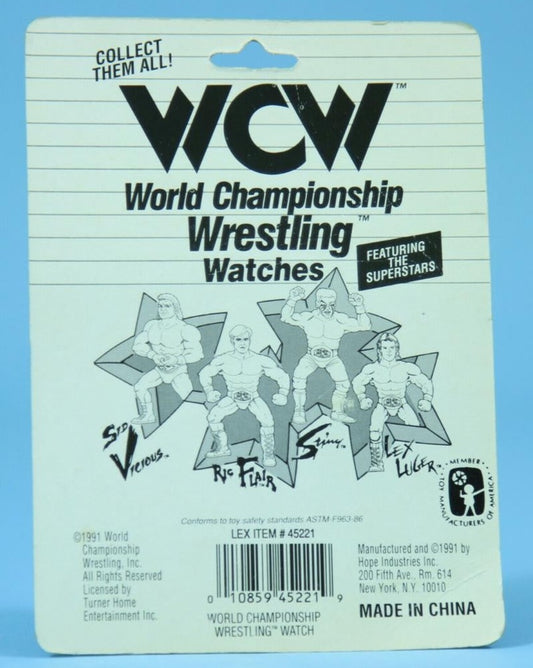 COLLECT
THEM ALL!
WCW™
World Championship
Wrestling™
Watches
FEATURING
THE
SUPERSTARS
Sid
Vicious™
Ric Flair™
Sting™
Lex
Luger™
MEMBER
TOY MANUFACTURERS OF AMERICA
Conforms to toy safety standards ASTM-F963-86
©1991 World
Championship
Wrestling, Inc.
All Rights Reserved
Licensed by
Turner Home
Entertainment Inc.
LEX ITEM # 45221
0 10859 45221 9
WORLD CHAMPIONSHIP
WRESTLING™ WATCH
Manufactured and ©1991 by
Hope Industries Inc.
200 Fifth Ave., Rm. 614
New York, N.Y. 10010
MADE IN CHINA